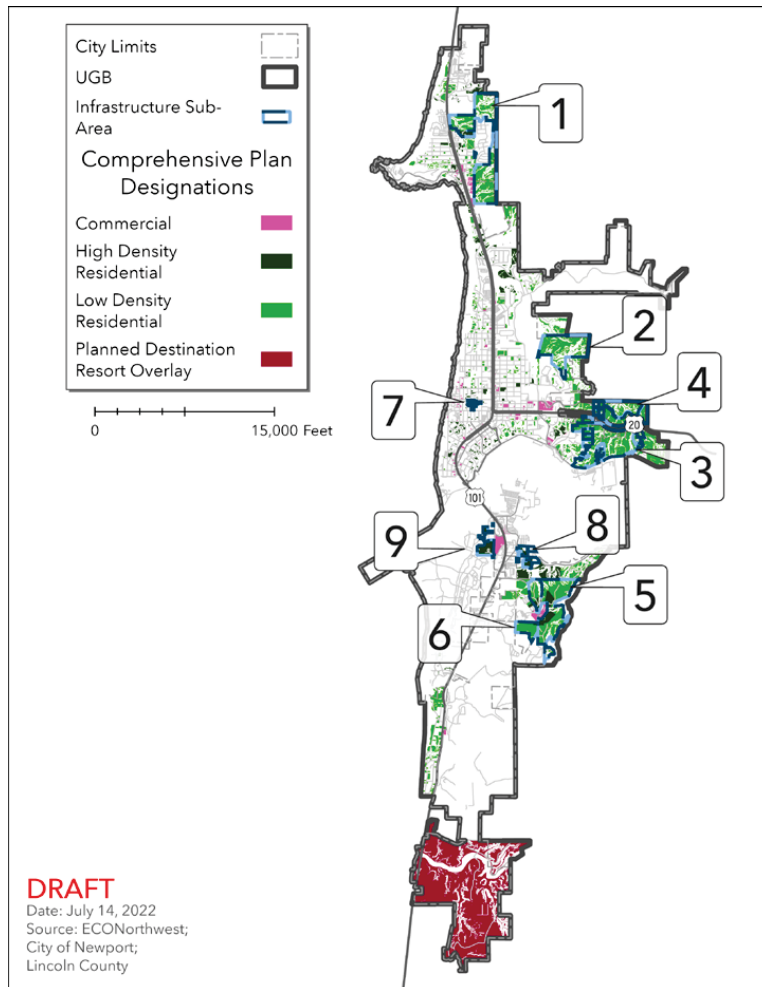 City Limits
UGB
Infrastructure Sub-
Area
Comprehensive Plan
Designations
Commercial
High Density
Residential
Low Density
Residential
Planned Destination
Resort Overlay
0
15,000 Feet
1
2
7
4
20
3
101
9
8
5
6
DRAFT
Date: July 14, 2022
Source: ECONorthwest;
City of Newport;
Lincoln County